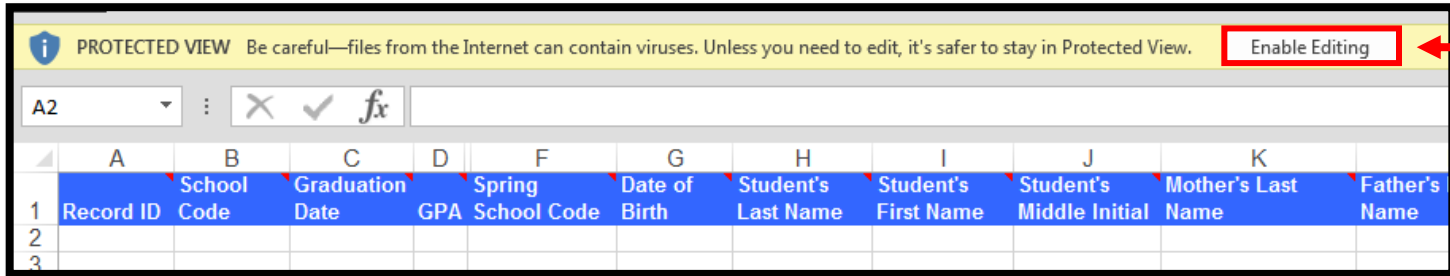 PROTECTED VIEW Be careful—files from the Internet can contain viruses. Unless you need to edit, it's safer to stay in Protected View. Enable Editing
A2 fx
A B C D F G H I J K
School Graduation Spring Date of Student's Student's Student's Mother's Last Father's
1 Record ID Code Date GPA School Code Birth Last Name First Name Middle Initial Name Name
2
3